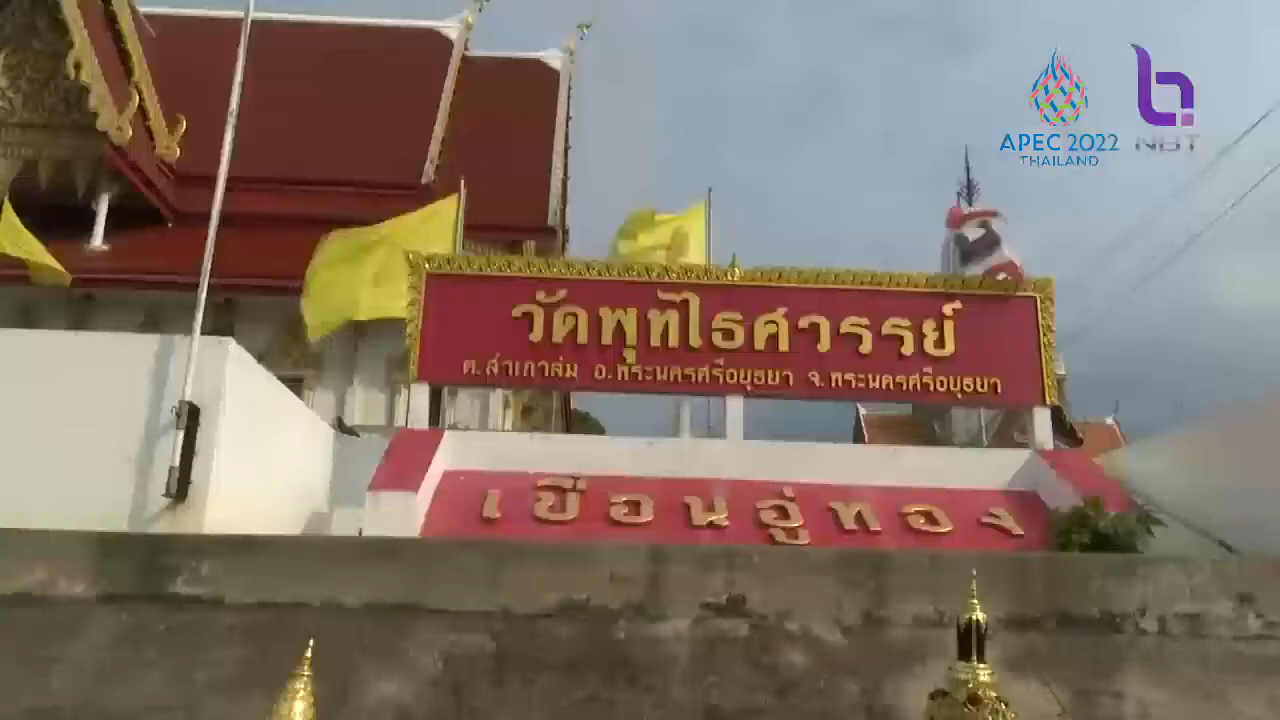 APEC 2022
THAILAND
NBT
วัดพุทไธศวรรย์
ต.สำเภาล่ม อ.พระนครศรีอยุธยา จ.พระนครศรีอยุธยา
เขื่อนอู่ทอง